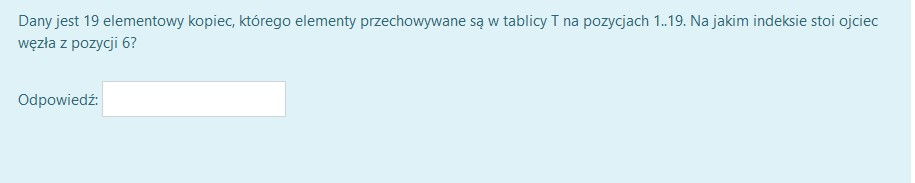 Dany jest 19 elementowy kopiec, którego elementy przechowywane są w tablicy T na pozycjach 1..19. Na jakim indeksie stoi ojciec
węzła z pozycji 6?
Odpowiedź: